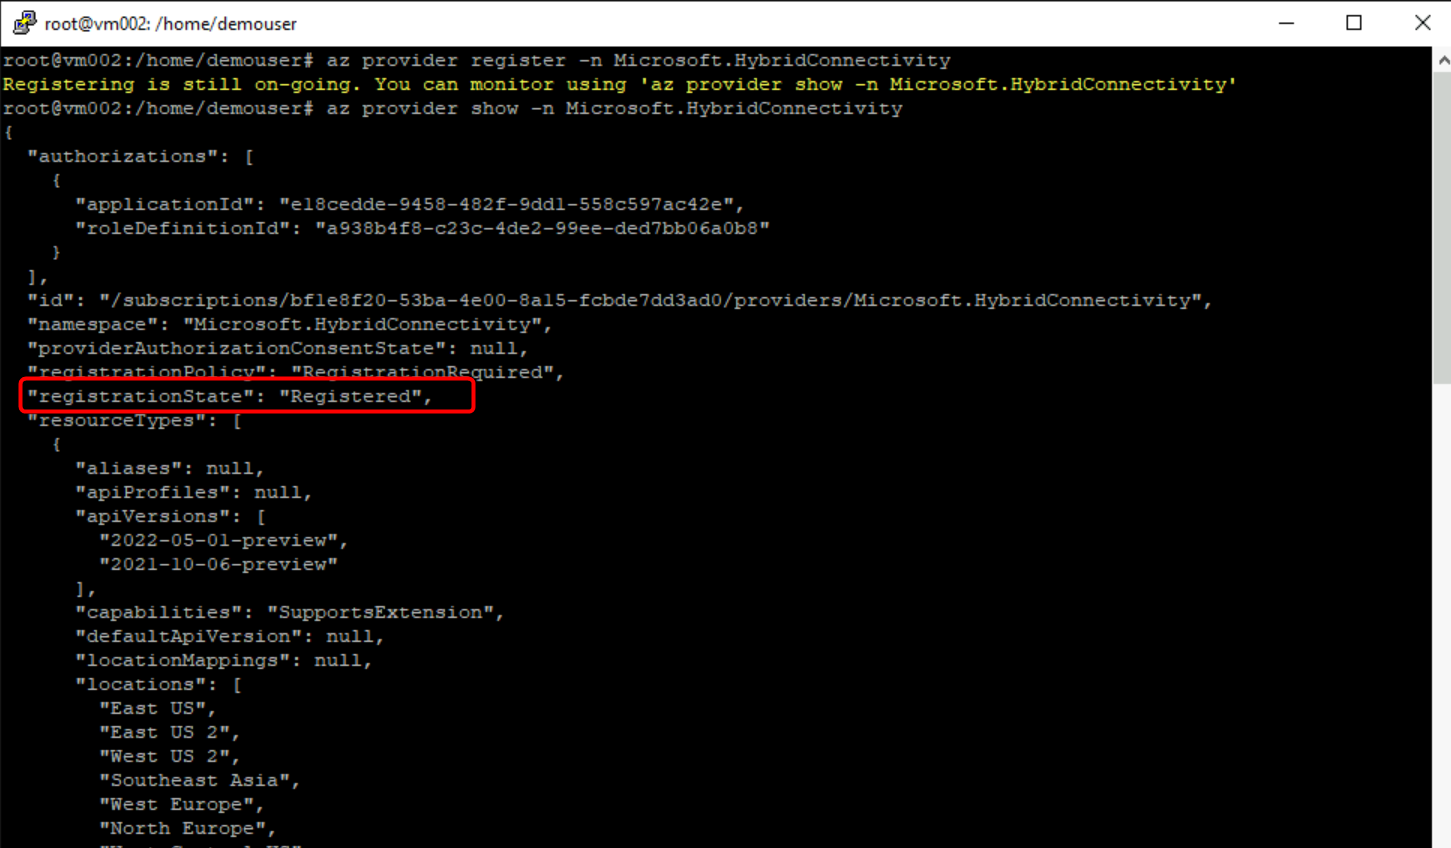 root@vm002: /home/demouser
root@vm002:/home/demouser# az provider register -n Microsoft.HybridConnectivity
Registering is still on-going. You can monitor using 'az provider show -n Microsoft.HybridConnectivity'
root@vm002:/home/demouser# az provider show -n Microsoft.HybridConnectivity
{
  "authorizations": [
    {
      "applicationId": "e18cedde-9458-482f-9dd1-558c597ac42e",
      "roleDefinitionId": "a938b4f8-c23c-4de2-99ee-ded7bb06a0b8"
    }
  ],
  "id": "/subscriptions/bf1e8f20-53ba-4e00-8a15-fcbde7dd3ad0/providers/Microsoft.HybridConnectivity",
  "namespace": "Microsoft.HybridConnectivity",
  "providerAuthorizationConsentState": null,
  "registrationPolicy": "RegistrationRequired",
  "registrationState": "Registered",
  "resourceTypes": [
    {
      "aliases": null,
      "apiProfiles": null,
      "apiVersions": [
        "2022-05-01-preview",
        "2021-10-06-preview"
      ],
      "capabilities": "SupportsExtension",
      "defaultApiVersion": null,
      "locationMappings": null,
      "locations": [
        "East US",
        "East US 2",
        "West US 2",
        "Southeast Asia",
        "West Europe",
        "North Europe",